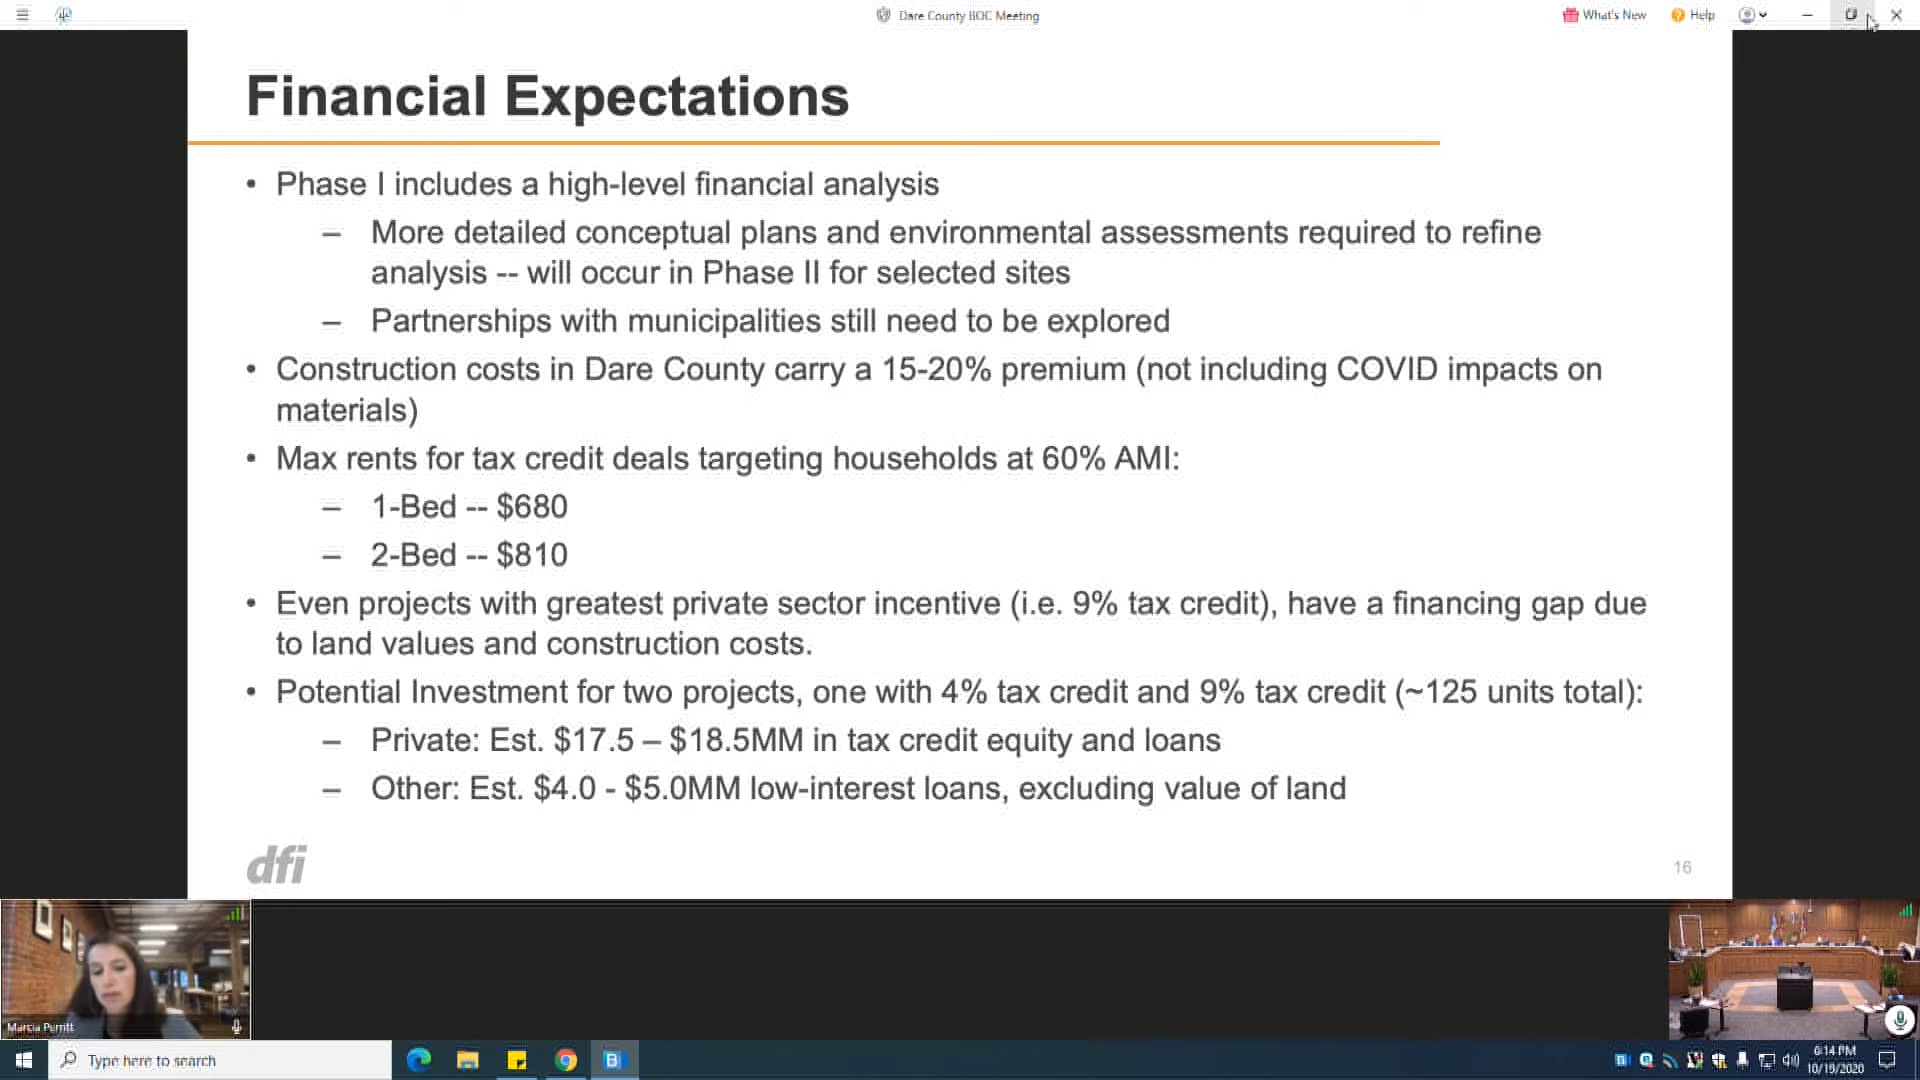 Dare County BOC Meeting
What's New
Help
Financial Expectations
• Phase I includes a high-level financial analysis
– More detailed conceptual plans and environmental assessments required to refine
analysis -- will occur in Phase II for selected sites
– Partnerships with municipalities still need to be explored
• Construction costs in Dare County carry a 15-20% premium (not including COVID impacts on
materials)
• Max rents for tax credit deals targeting households at 60% AMI:
– 1-Bed -- $680
– 2-Bed -- $810
• Even projects with greatest private sector incentive (i.e. 9% tax credit), have a financing gap due
to land values and construction costs.
• Potential Investment for two projects, one with 4% tax credit and 9% tax credit (~125 units total):
– Private: Est. $17.5 – $18.5MM in tax credit equity and loans
– Other: Est. $4.0 - $5.0MM low-interest loans, excluding value of land
dfi
16
Marcia Perritt
Type here to search
6:14 PM
10/19/2020